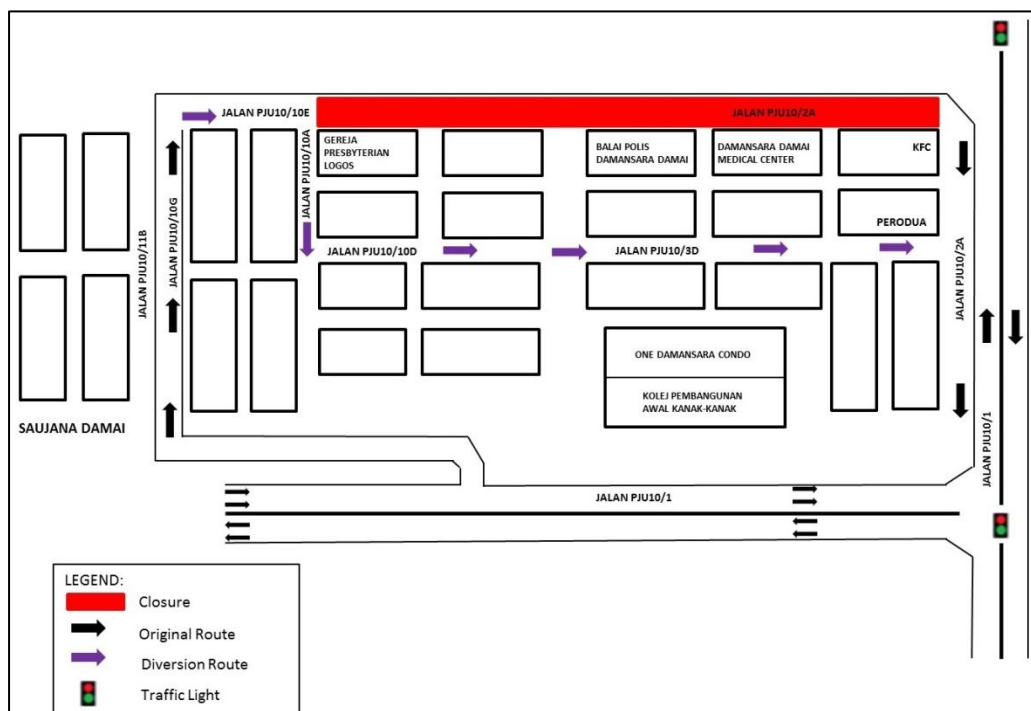 JALAN PJU10/10E
JALAN PJU10/2A
JALAN PJU10/10A
GEREJA
PRESBYTERIAN
LOGOS
BALAI POLIS
DAMANSARA DAMAI
DAMANSARA DAMAI
MEDICAL CENTER
KFC
PERODUA
JALAN PJU10/11B
JALAN PJU10/10G
JALAN PJU10/10D
JALAN PJU10/3D
JALAN PJU10/2A
ONE DAMANSARA CONDO
KOLEJ PEMBANGUNAN
AWAL KANAK-KANAK
SAUJANA DAMAI
JALAN PJU10/1
JALAN PJU10/1
LEGEND:
Closure
Original Route
Diversion Route
Traffic Light